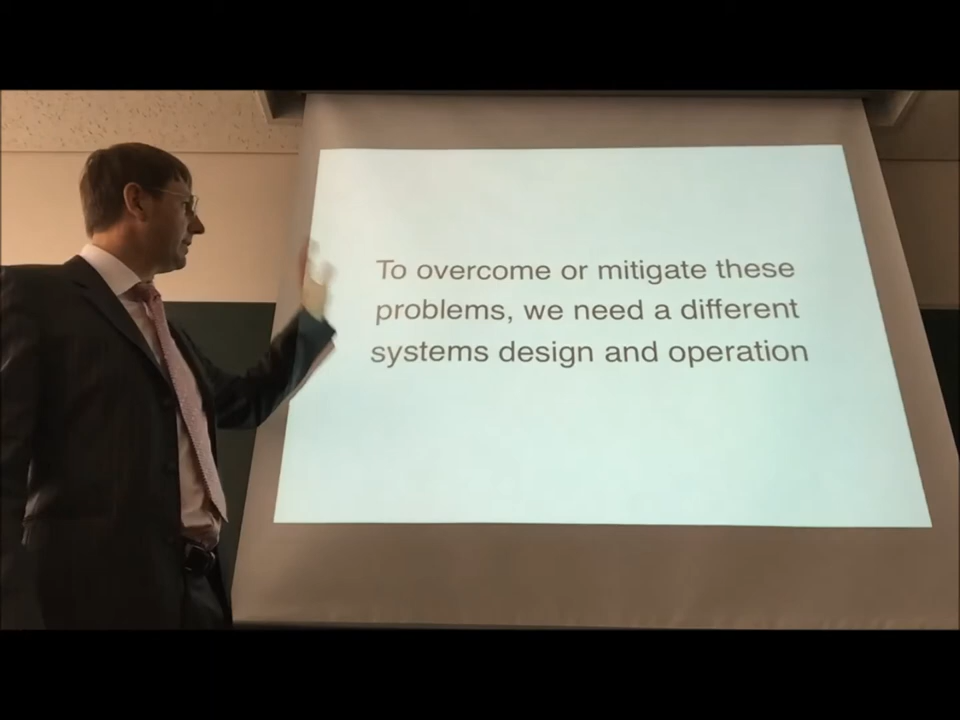 To overcome or mitigate these
problems, we need a different
systems design and operation